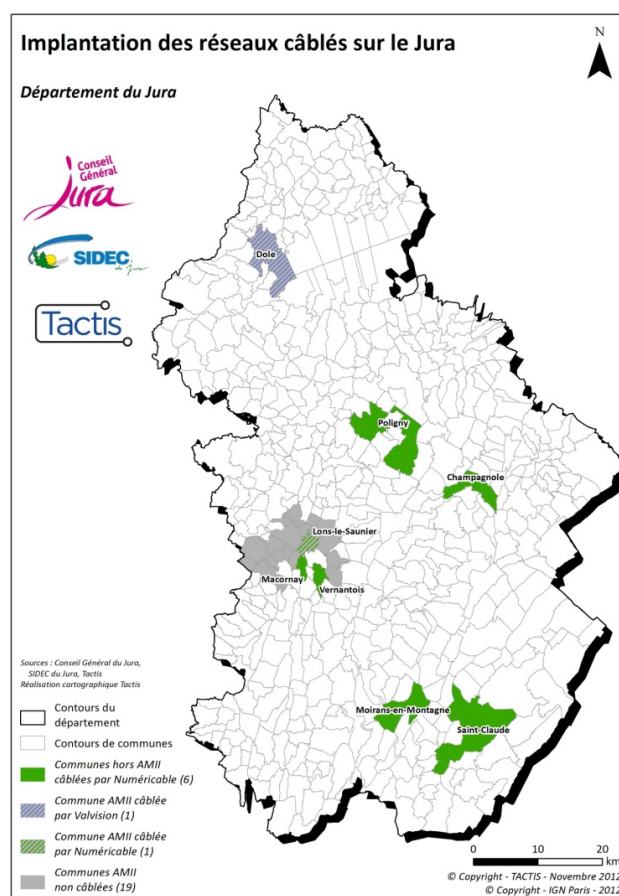 Implantation des réseaux câblés sur le Jura
N
Département du Jura
Conseil
Général
Jura
SIDEC
du Jura
Tactis
Dole
Poligny
Champagnole
Lons-le-Saunier
Macornay
Vernantois
Moirans-en-Montagne
Saint-Claude
Sources : Conseil Général du Jura,
SIDEC du Jura, Tactis
Réalisation cartographique Tactis
Contours du
département
Contours de communes
Communes hors AMII
câblées par Numéricable (6)
Commune AMII câblée
par Valvision (1)
Commune AMII câblée
par Numéricable (1)
Communes AMII
non câblées (19)
0 10 20
km
© Copyright - TACTIS - Novembre 2012
© Copyright - IGN Paris - 2012